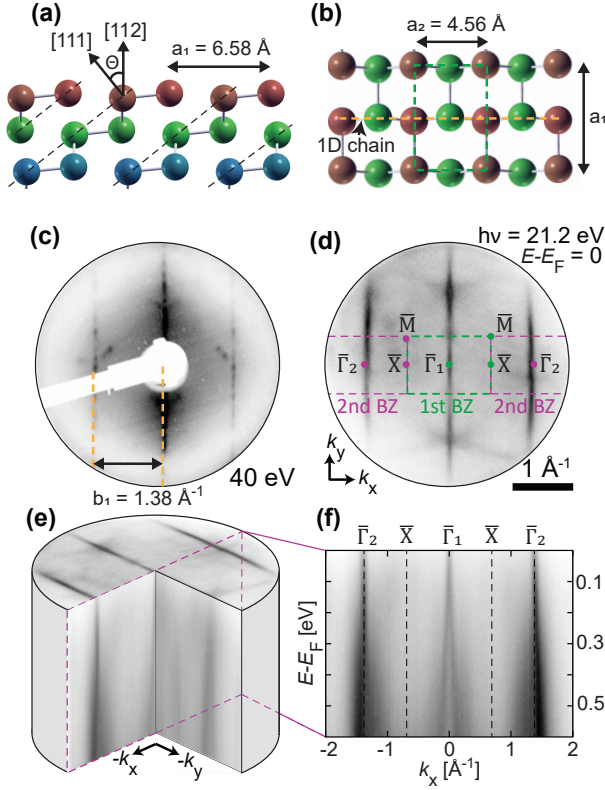 (a)
[111]
[112]
Θ
a₁ = 6.58 Å
(b)
a₂ = 4.56 Å
1D chain
a₁
(c)
b₁ = 1.38 Å⁻¹
40 eV
(d)
hν = 21.2 eV
E-E_F = 0
M̅
M̅
Γ̅₂
X̅
Γ̅₁
X̅
Γ̅₂
2nd BZ
1st BZ
2nd BZ
k_y
k_x
1 Å⁻¹
(e)
-k_x
-k_y
(f)
Γ̅₂
X̅
Γ̅₁
X̅
Γ̅₂
E-E_F [eV]
0.1
0.3
0.5
−2
−1
0
1
2
k_x [Å⁻¹]